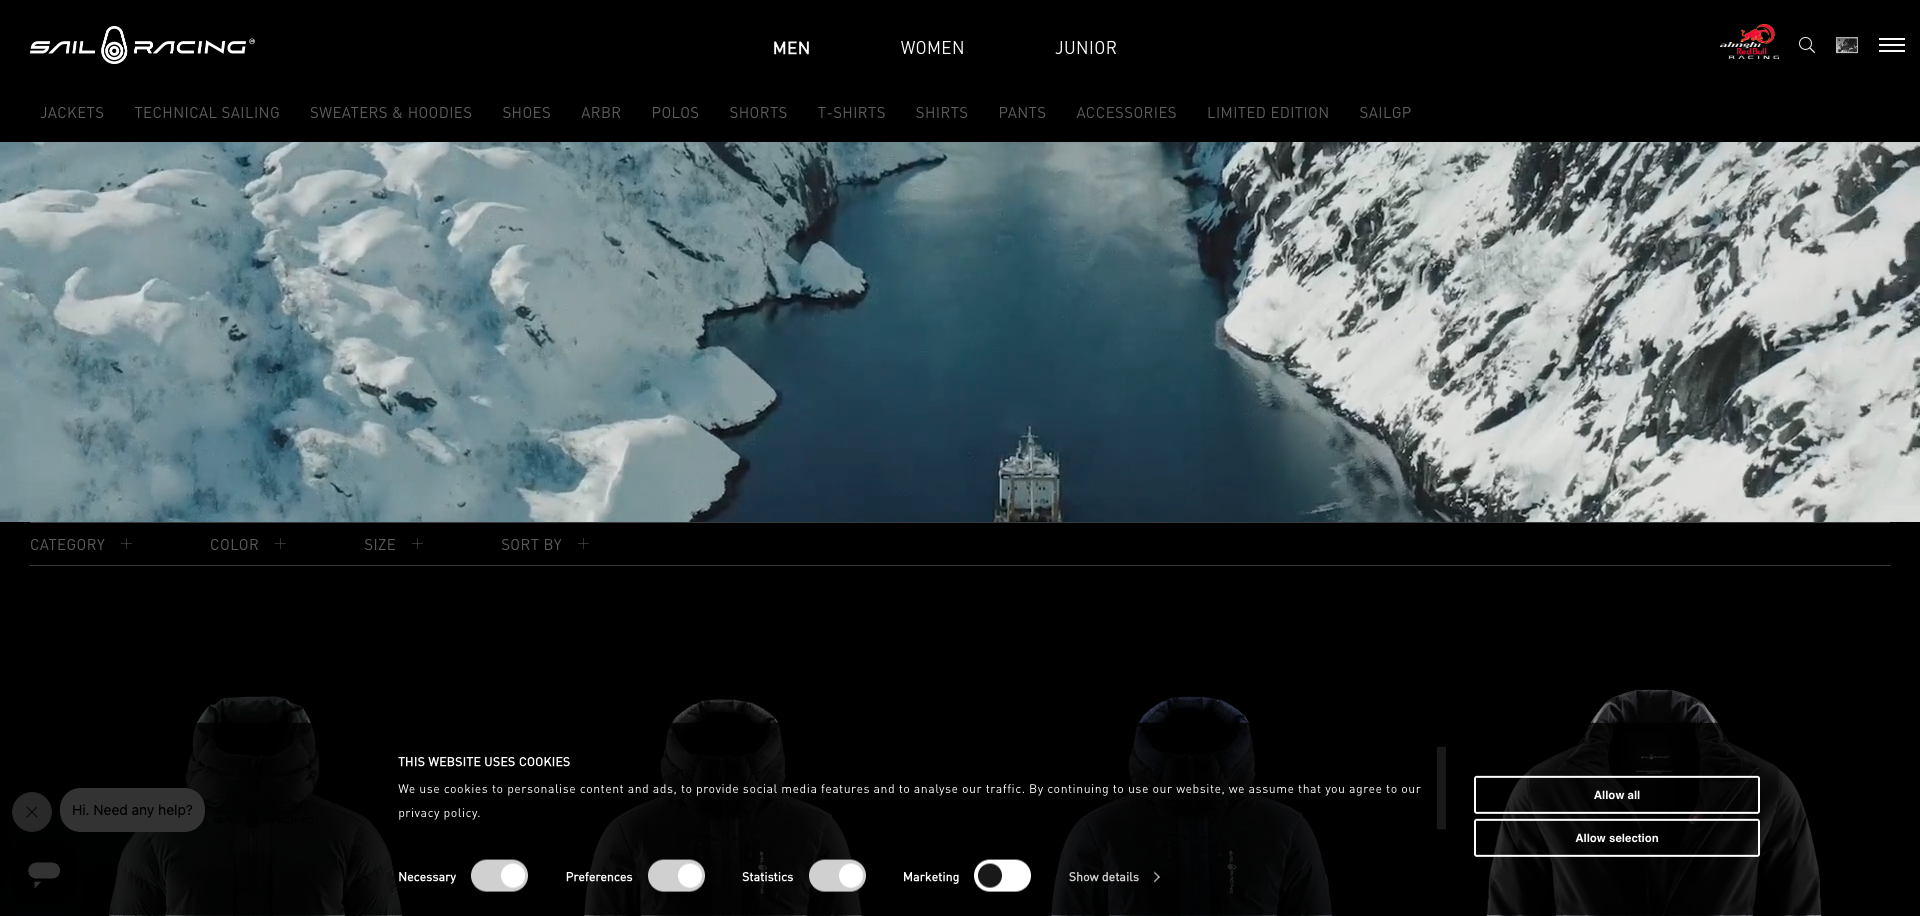 SAIL RACING®
MEN WOMEN JUNIOR
alinghi
RedBull
RACING
JACKETS TECHNICAL SAILING SWEATERS & HOODIES SHOES ARBR POLOS SHORTS T-SHIRTS SHIRTS PANTS ACCESSORIES LIMITED EDITION SAILGP
CATEGORY + COLOR + SIZE + SORT BY +
THIS WEBSITE USES COOKIES
We use cookies to personalise content and ads, to provide social media features and to analyse our traffic. By continuing to use our website, we assume that you agree to our
privacy policy.
Allow all
Allow selection
Hi. Need any help?
Necessary Preferences Statistics Marketing Show details